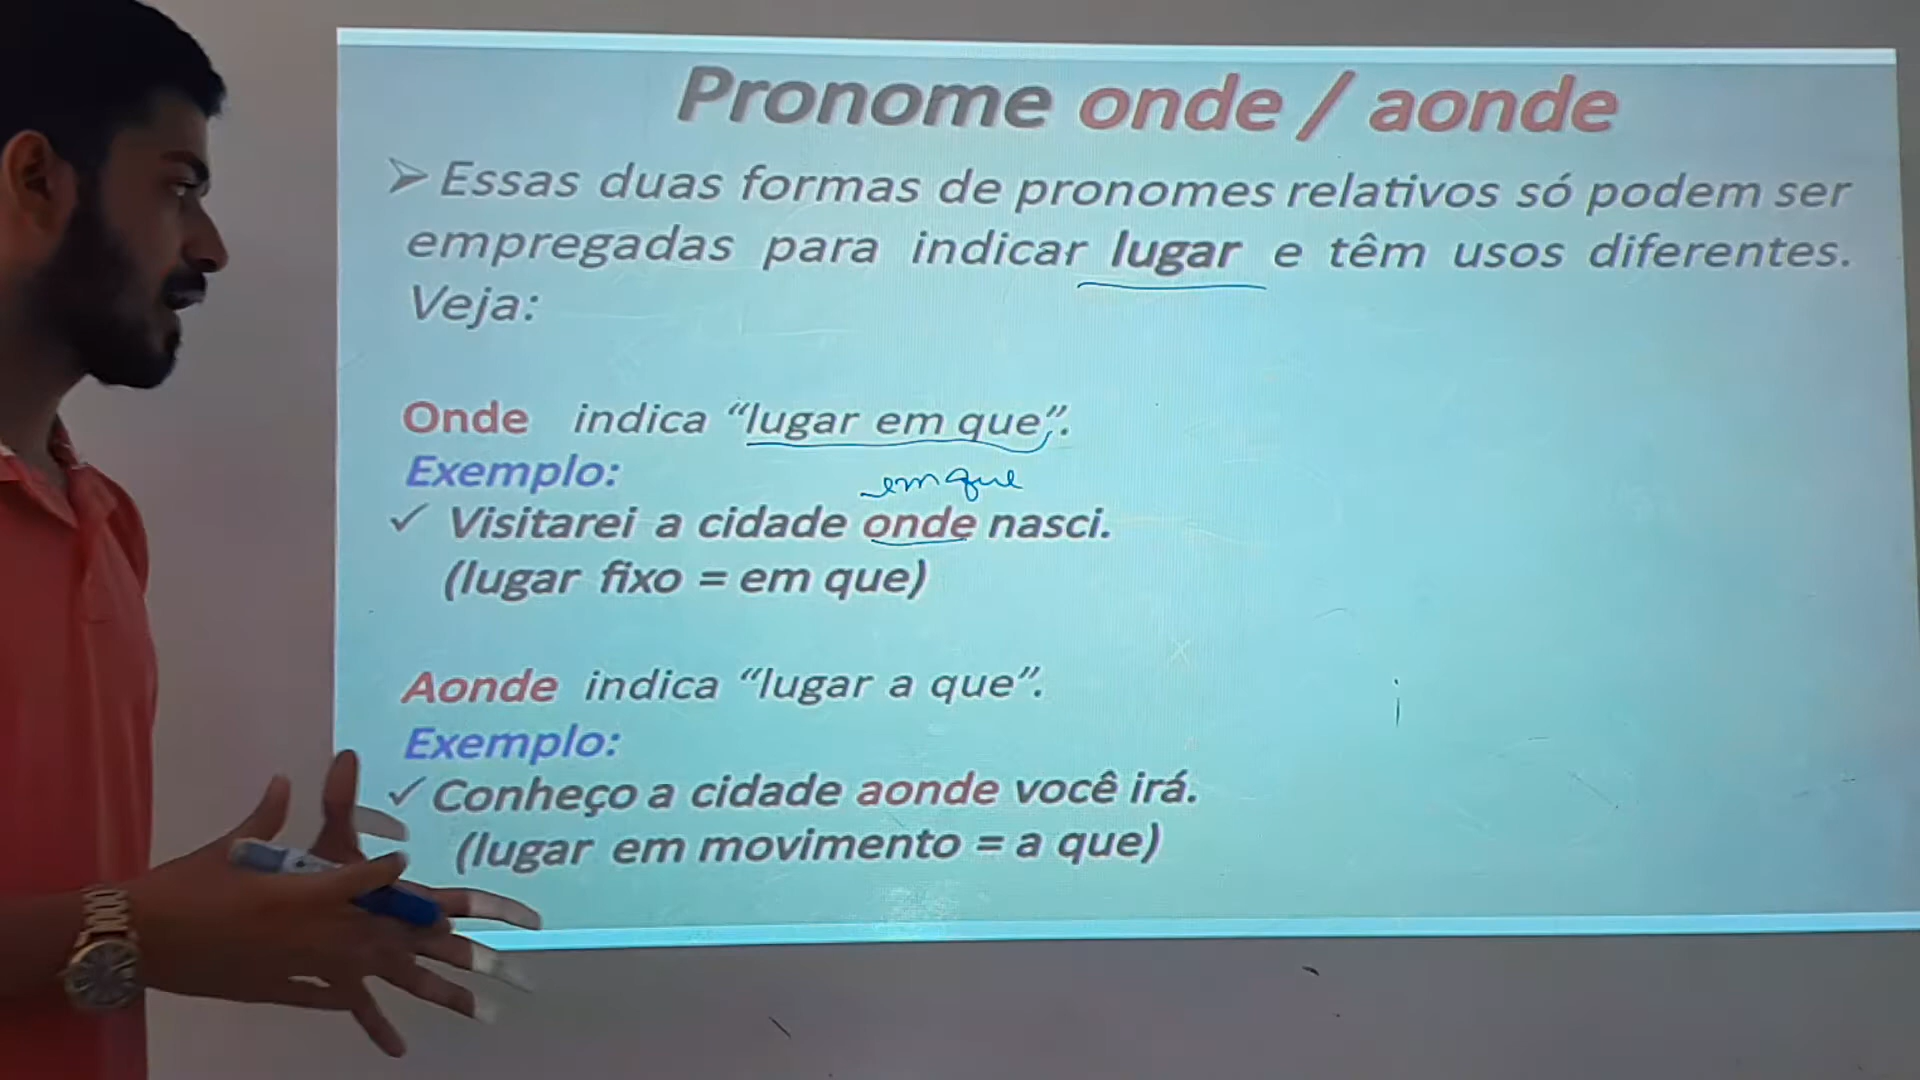 Pronome onde / aonde
➢Essas duas formas de pronomes relativos só podem ser
empregadas para indicar lugar e têm usos diferentes.
Veja:
Onde indica “lugar em que”.
Exemplo:
em que
✓ Visitarei a cidade onde nasci.
(lugar fixo = em que)
Aonde indica “lugar a que”.
Exemplo:
✓ Conheço a cidade aonde você irá.
(lugar em movimento = a que)